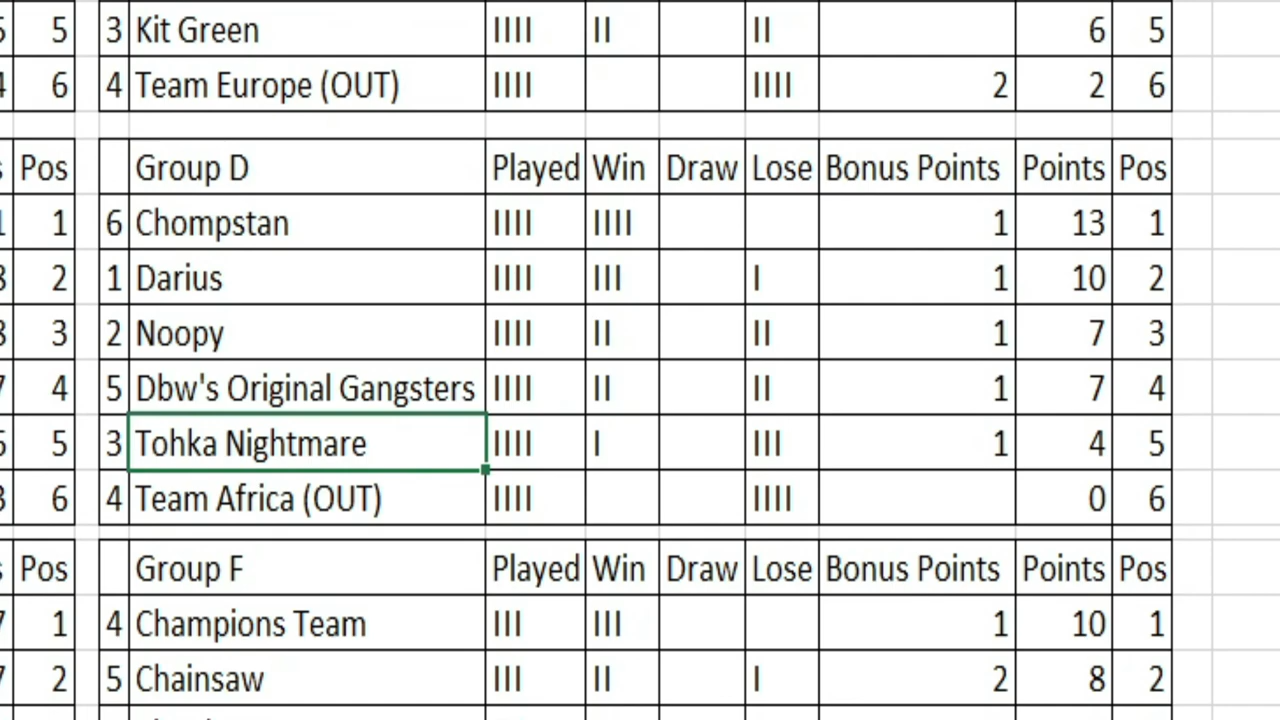 5 5 3 Kit Green IIII II II 6 5
4 6 4 Team Europe (OUT) IIII IIII 2 2 6
Pos Group D Played Win Draw Lose Bonus Points Points Pos
1 6 Chompstan IIII IIII 1 13 1
2 1 Darius IIII III I 1 10 2
3 2 Noopy IIII II II 1 7 3
4 5 Dbw's Original Gangsters IIII II II 1 7 4
5 3 Tohka Nightmare IIII I III 1 4 5
6 4 Team Africa (OUT) IIII IIII 0 6
Pos Group F Played Win Draw Lose Bonus Points Points Pos
1 4 Champions Team III III 1 10 1
2 5 Chainsaw III II I 2 8 2